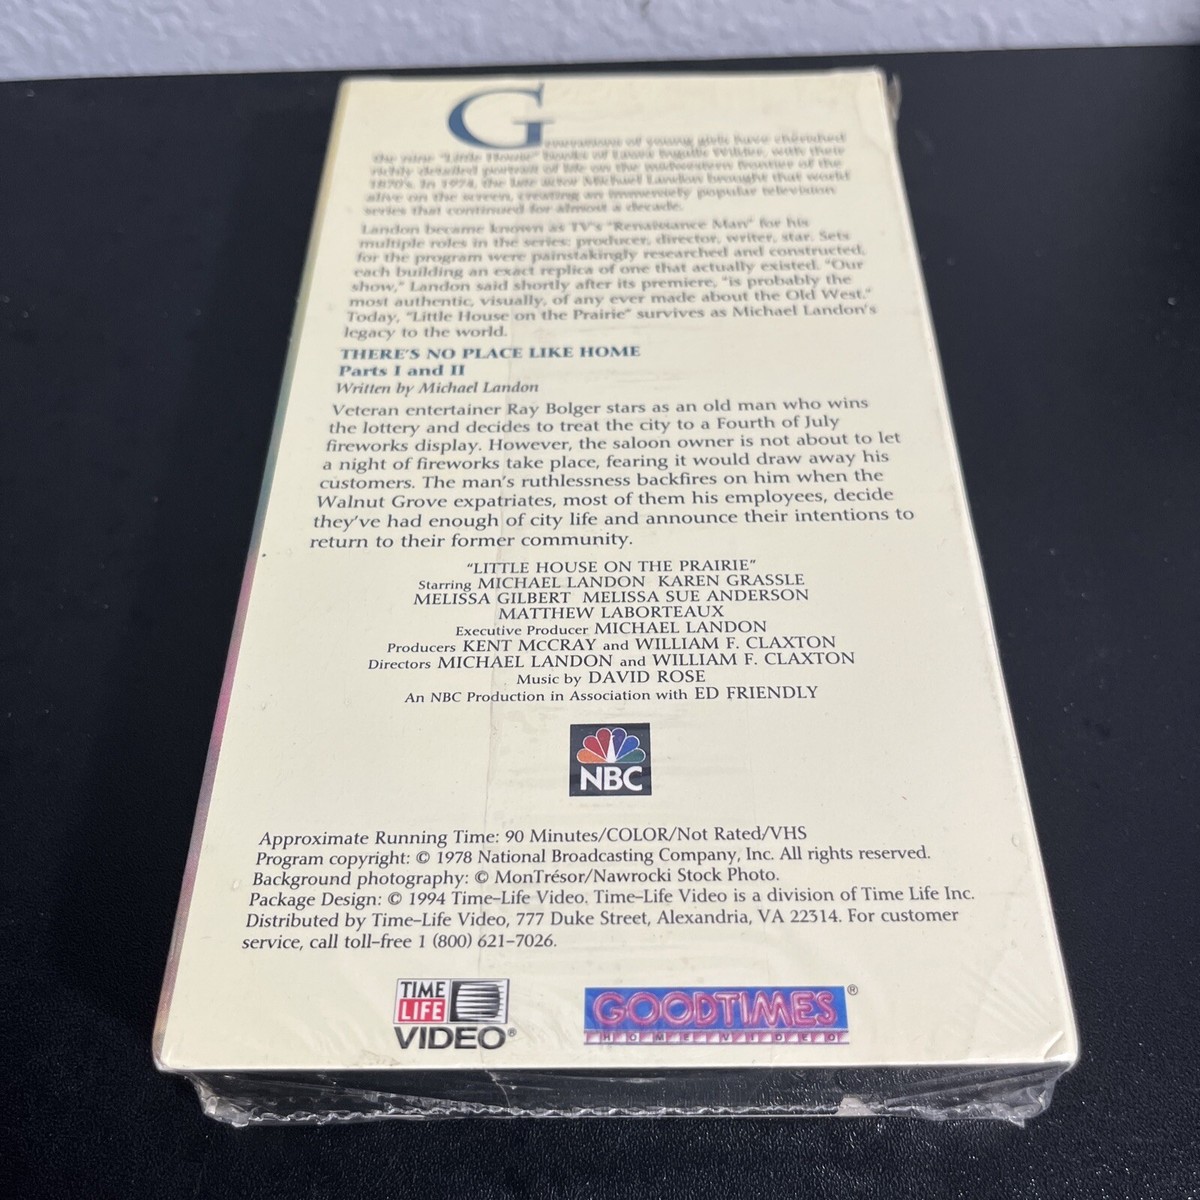 Generations of young girls have cherished
the nine "Little House" books of Laura Ingalls Wilder, with their
richly detailed portrait of life on the midwestern frontier of the
1870's. In 1974, the late actor Michael Landon brought that world
alive on the screen, creating an immensely popular television
series that continued for almost a decade.
Landon became known as TV's "Renaissance Man" for his
multiple roles in the series: producer, director, writer, star. Sets
for the program were painstakingly researched and constructed,
each building an exact replica of one that actually existed. "Our
show," Landon said shortly after its premiere, "is probably the
most authentic, visually, of any ever made about the Old West."
Today, "Little House on the Prairie" survives as Michael Landon's
legacy to the world.
THERE'S NO PLACE LIKE HOME
Parts I and II
Written by Michael Landon
Veteran entertainer Ray Bolger stars as an old man who wins
the lottery and decides to treat the city to a Fourth of July
fireworks display. However, the saloon owner is not about to let
a night of fireworks take place, fearing it would draw away his
customers. The man's ruthlessness backfires on him when the
Walnut Grove expatriates, most of them his employees, decide
they've had enough of city life and announce their intentions to
return to their former community.
"LITTLE HOUSE ON THE PRAIRIE"
Starring MICHAEL LANDON KAREN GRASSLE
MELISSA GILBERT MELISSA SUE ANDERSON
MATTHEW LABORTEAUX
Executive Producer MICHAEL LANDON
Producers KENT McCRAY and WILLIAM F. CLAXTON
Directors MICHAEL LANDON and WILLIAM F. CLAXTON
Music by DAVID ROSE
An NBC Production in Association with ED FRIENDLY
NBC
Approximate Running Time: 90 Minutes/COLOR/Not Rated/VHS
Program copyright: © 1978 National Broadcasting Company, Inc. All rights reserved.
Background photography: © MonTrésor/Nawrocki Stock Photo.
Package Design: © 1994 Time-Life Video. Time-Life Video is a division of Time Life Inc.
Distributed by Time-Life Video, 777 Duke Street, Alexandria, VA 22314. For customer
service, call toll-free 1 (800) 621-7026.
TIME
LIFE
VIDEO®
GOODTIMES®
HOME VIDEO